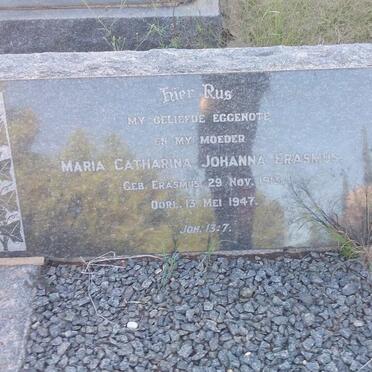 Hier Rus
MY GELIEFDE EGGENOTE
EN MY MOEDER
MARIA CATHARINA JOHANNA ERASMUS
GEB. ERASMUS 29 NOV.
OORL. 13 MEI 1947.
JOH. 13:7.